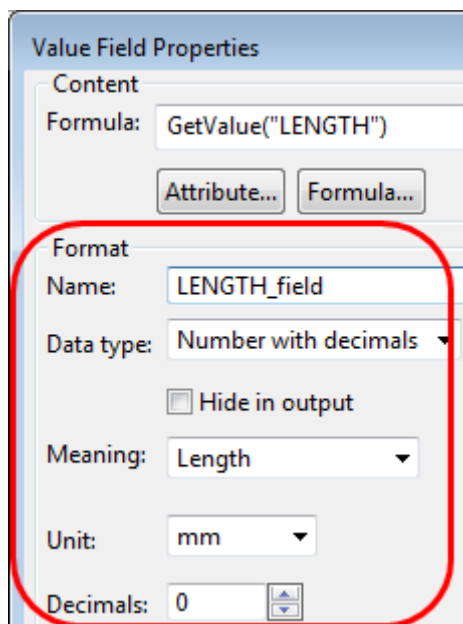 Value Field Properties
Content
Formula: GetValue("LENGTH")
Attribute... Formula...
Format
Name: LENGTH_field
Data type: Number with decimals
Hide in output
Meaning: Length
Unit: mm
Decimals: 0